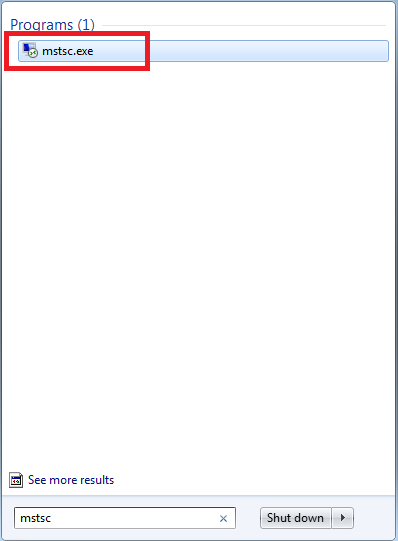 Programs (1)
mstsc.exe
See more results
mstsc
Shut down